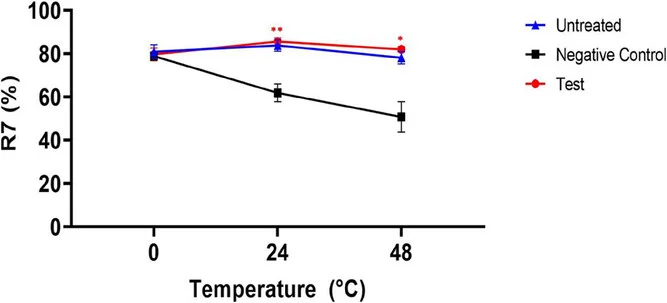 100
80
60
40
20
0
R7 (%)
**
*
0 24 48
Temperature (°C)
Untreated
Negative Control
Test